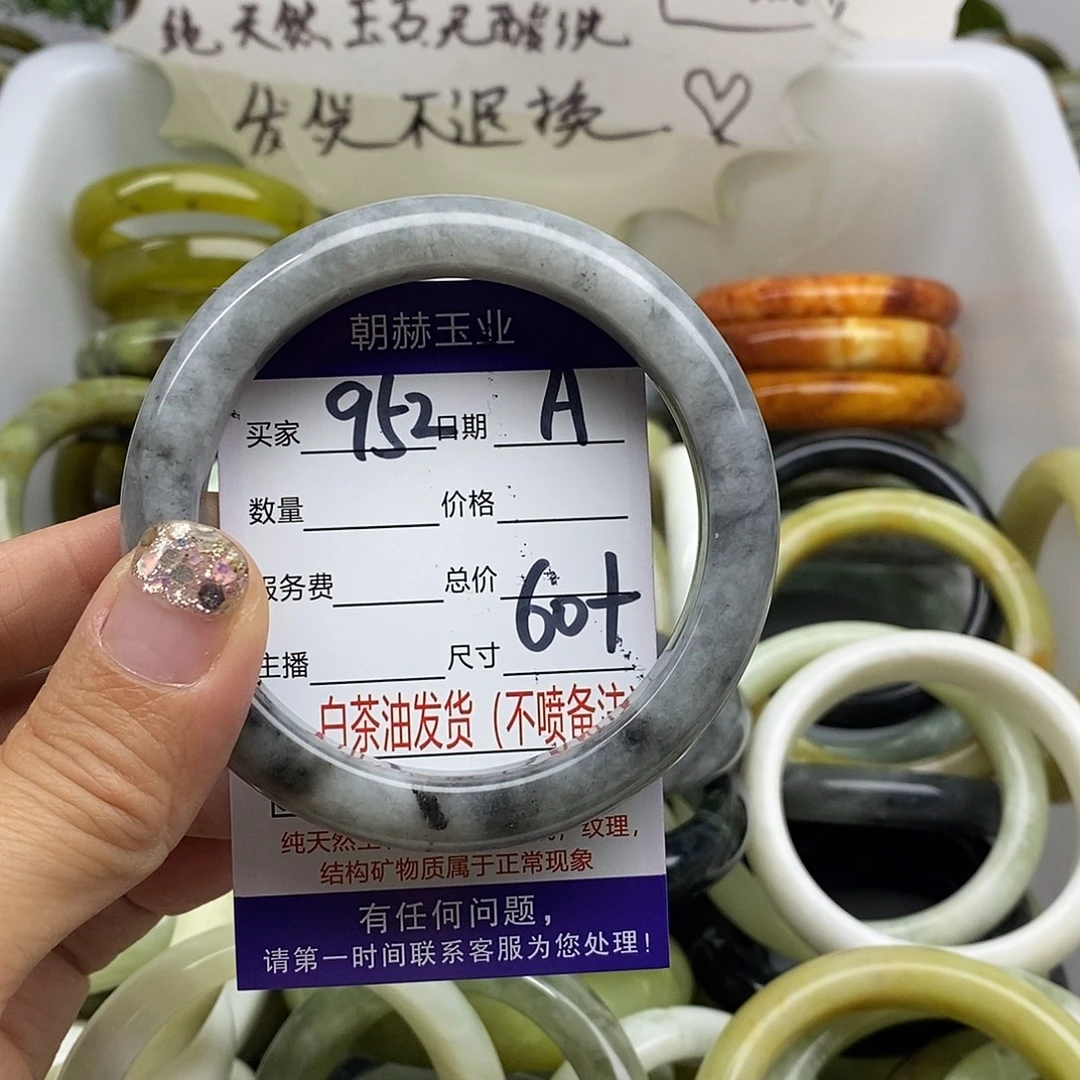 纯天然玉石无酸洗
发货不退换
朝赫玉业
买家 952 日期 A
数量 价格
服务费 总价
主播 尺寸 60+
白茶油发货（不喷备注
纯天然 纹理，
结构矿物质属于正常现象
有任何问题，
请第一时间联系客服为您处理！